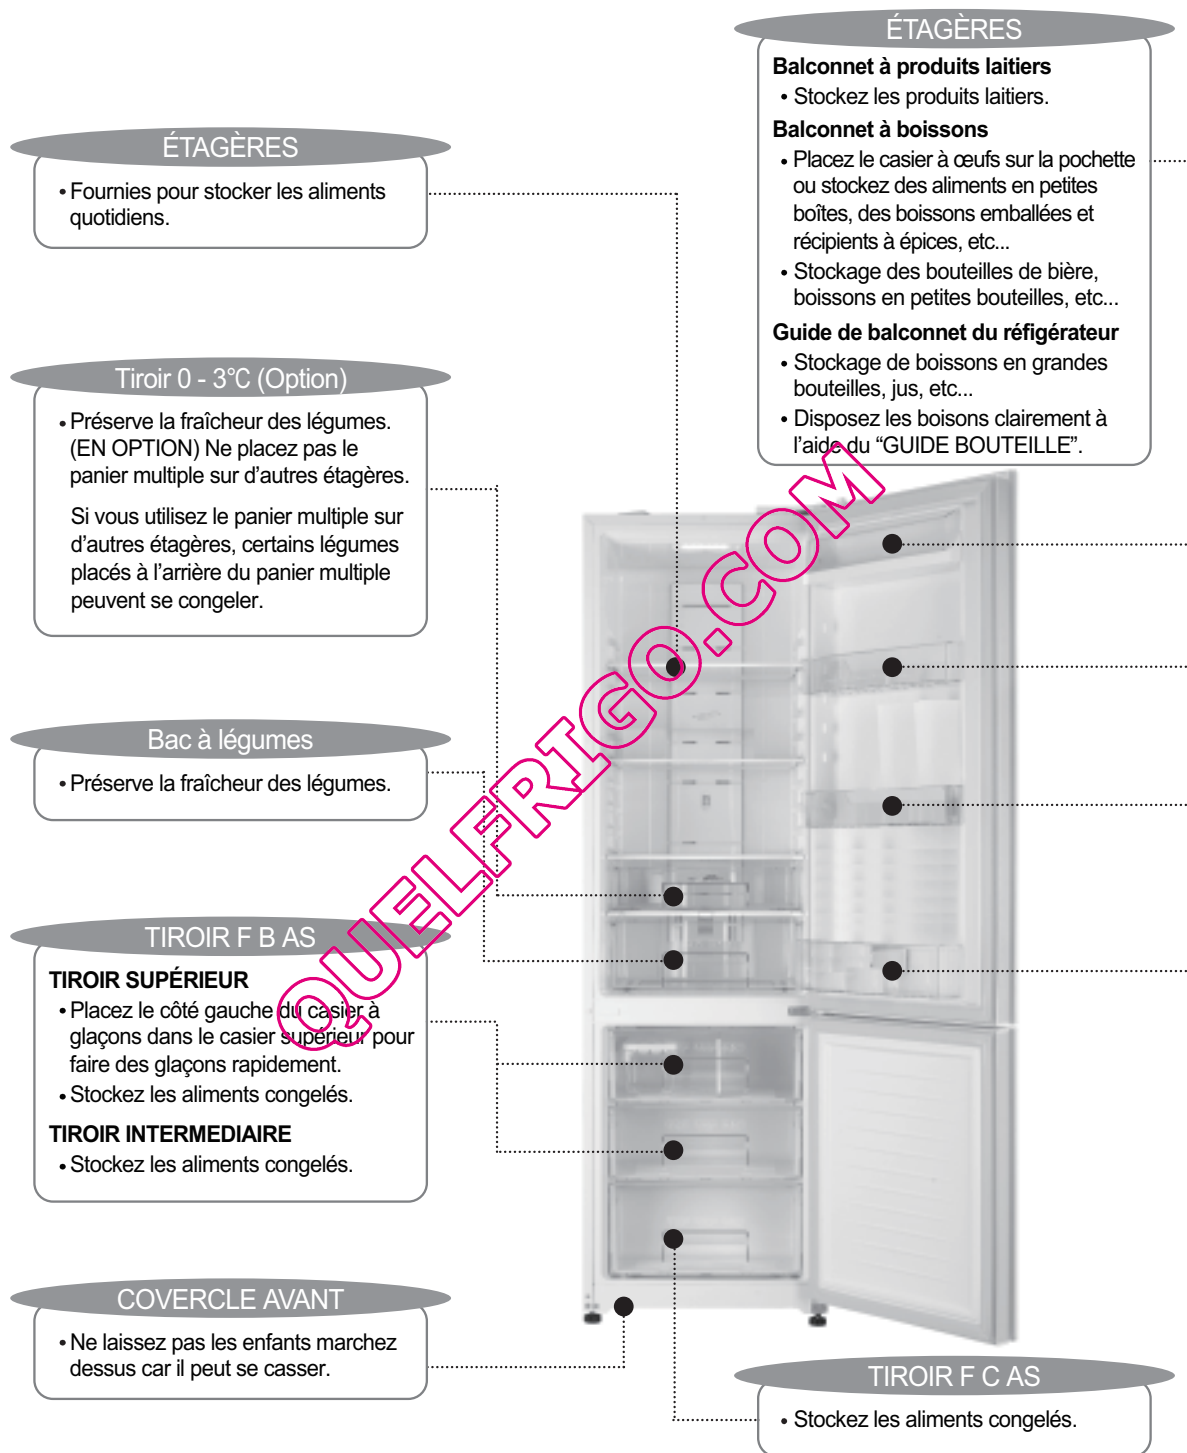 ÉTAGÈRES
• Fournies pour stocker les aliments
quotidiens.
Tiroir 0 - 3°C (Option)
• Préserve la fraîcheur des légumes.
(EN OPTION) Ne placez pas le
panier multiple sur d'autres étagères.
Si vous utilisez le panier multiple sur
d'autres étagères, certains légumes
placés à l'arrière du panier multiple
peuvent se congeler.
Bac à légumes
• Préserve la fraîcheur des légumes.
TIROIR F B AS
TIROIR SUPÉRIEUR
• Placez le côté gauche du casier à
glaçons dans le casier supérieur pour
faire des glaçons rapidement.
• Stockez les aliments congelés.
TIROIR INTERMEDIAIRE
• Stockez les aliments congelés.
COVERCLE AVANT
• Ne laissez pas les enfants marchez
dessus car il peut se casser.
ÉTAGÈRES
Balconnet à produits laitiers
• Stockez les produits laitiers.
Balconnet à boissons
• Placez le casier à œufs sur la pochette
ou stockez des aliments en petites
boîtes, des boissons emballées et
récipients à épices, etc...
• Stockage des bouteilles de bière,
boissons en petites bouteilles, etc...
Guide de balconnet du réfigérateur
• Stockage de boissons en grandes
bouteilles, jus, etc...
• Disposez les boisons clairement à
l'aide du “GUIDE BOUTEILLE”.
TIROIR F C AS
• Stockez les aliments congelés.
QUELFRIGO.COM